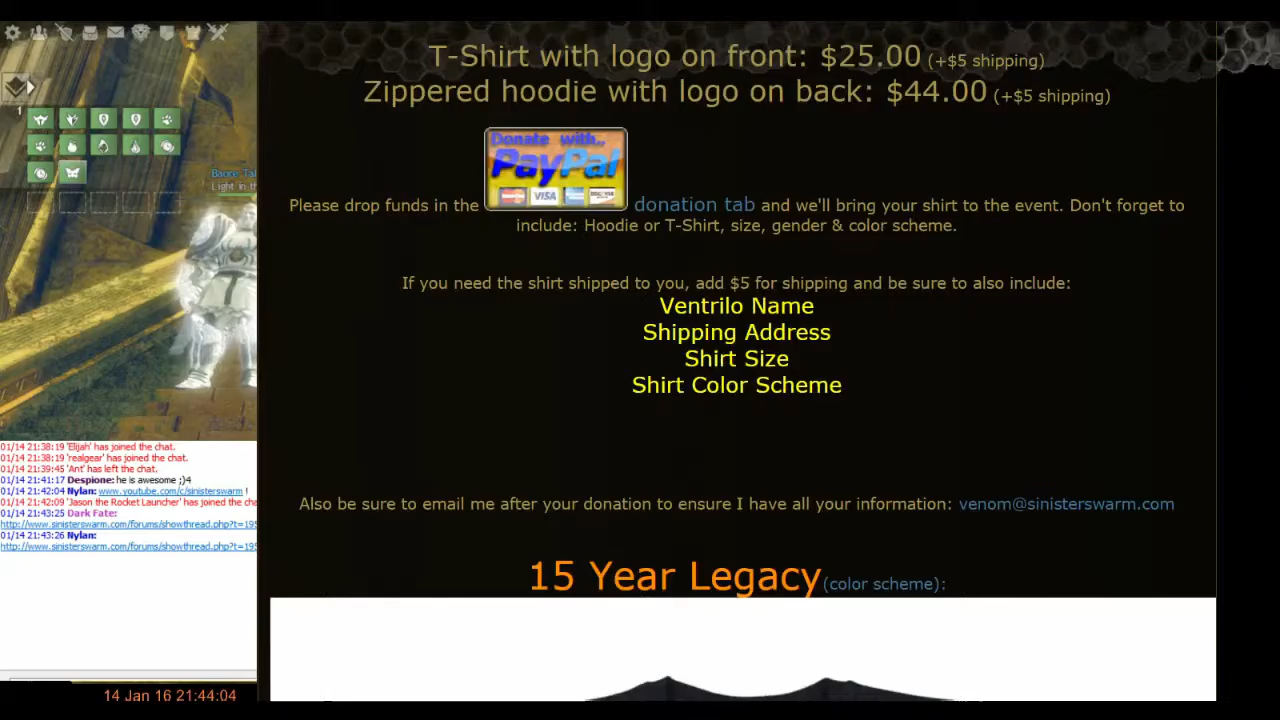 T-Shirt with logo on front: $25.00 (+$5 shipping)
Zippered hoodie with logo on back: $44.00 (+$5 shipping)
Donate with..
PayPal
VISA
Please drop funds in the donation tab and we'll bring your shirt to the event. Don't forget to
include: Hoodie or T-Shirt, size, gender & color scheme.
If you need the shirt shipped to you, add $5 for shipping and be sure to also include:
Ventrilo Name
Shipping Address
Shirt Size
Shirt Color Scheme
Also be sure to email me after your donation to ensure I have all your information: venom@sinisterswarm.com
15 Year Legacy (color scheme):
1
Light in th
01/14 21:38:19 'Elijah' has joined the chat.
01/14 21:38:19 'realgear' has joined the chat.
01/14 21:39:45 'Ant' has left the chat.
01/14 21:41:17 Despione: he is awesome ;)4
01/14 21:42:04 Nylan: www.youtube.com/c/sinisterswarm !
01/14 21:42:09 'Jason the Rocket Launcher' has joined the cha
01/14 21:43:25 Dark Fate:
http://www.sinisterswarm.com/forums/showthread.php?t=195
01/14 21:43:26 Nylan:
http://www.sinisterswarm.com/forums/showthread.php?t=195
14 Jan 16 21:44:04